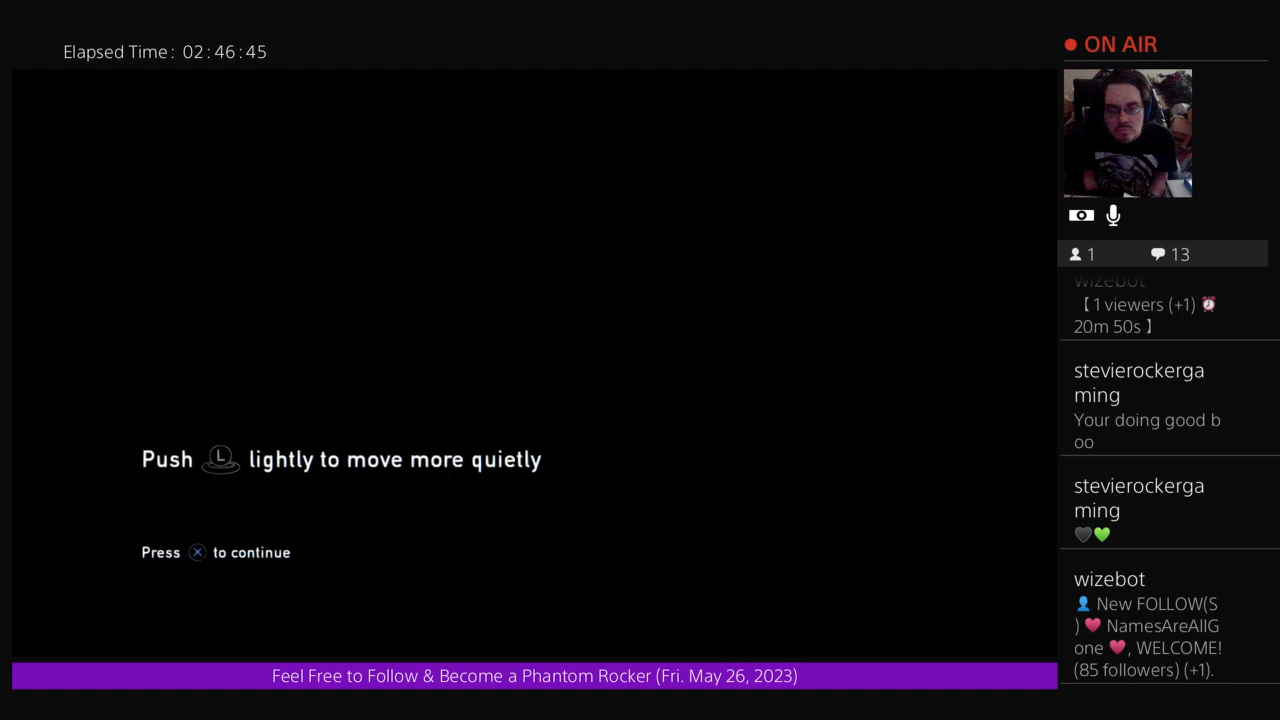 Elapsed Time: 02:46:45
ON AIR
1 13
wizebot
【1 viewers (+1) ⏰
20m 50s】
stevierockerga
ming
Your doing good b
oo
stevierockerga
ming
🖤💚
wizebot
👤 New FOLLOW(S
) 💗 NamesAreAllG
one 💗, WELCOME!
(85 followers) (+1).
Push L lightly to move more quietly
Press ⓧ to continue
Feel Free to Follow & Become a Phantom Rocker (Fri. May 26, 2023)